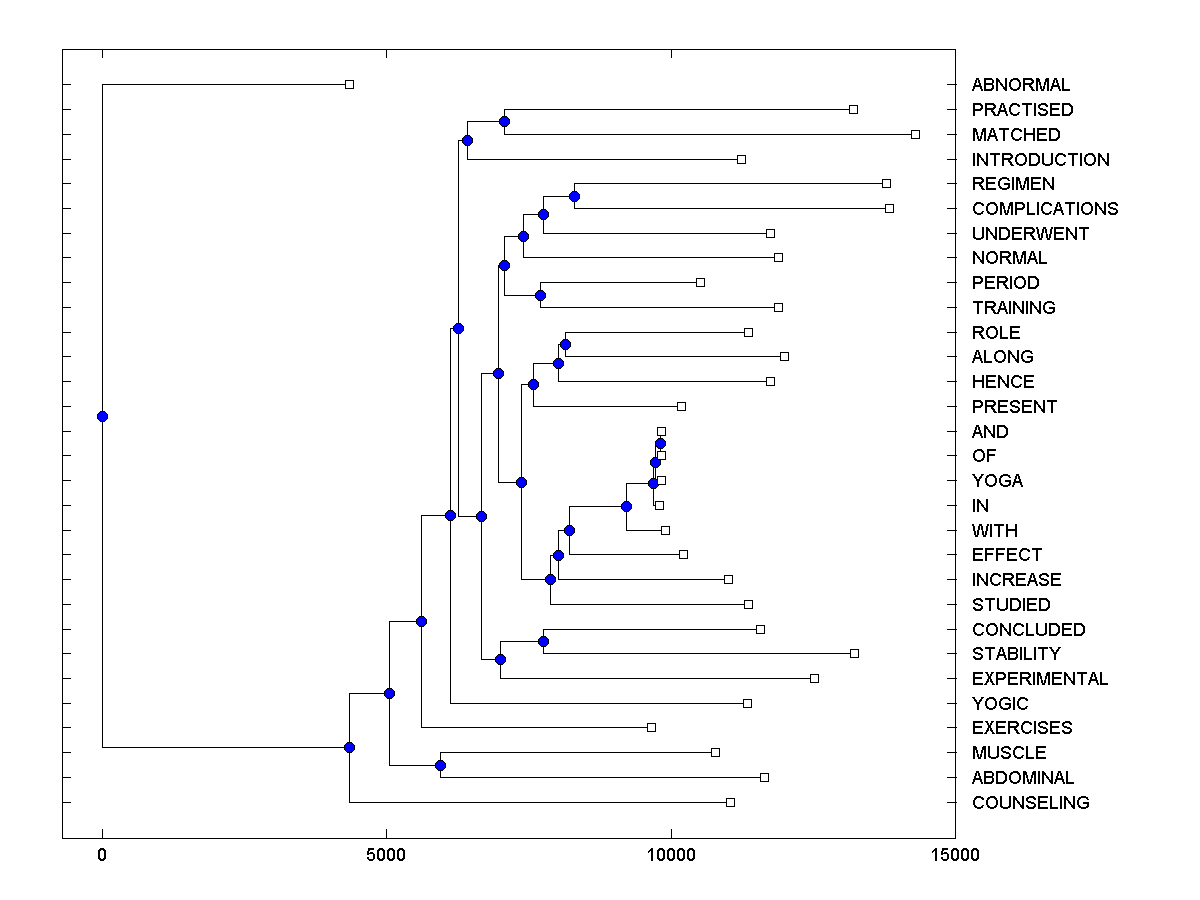 ABNORMAL
PRACTISED
MATCHED
INTRODUCTION
REGIMEN
COMPLICATIONS
UNDERWENT
NORMAL
PERIOD
TRAINING
ROLE
ALONG
HENCE
PRESENT
AND
OF
YOGA
IN
WITH
EFFECT
INCREASE
STUDIED
CONCLUDED
STABILITY
EXPERIMENTAL
YOGIC
EXERCISES
MUSCLE
ABDOMINAL
COUNSELING
0 5000 10000 15000